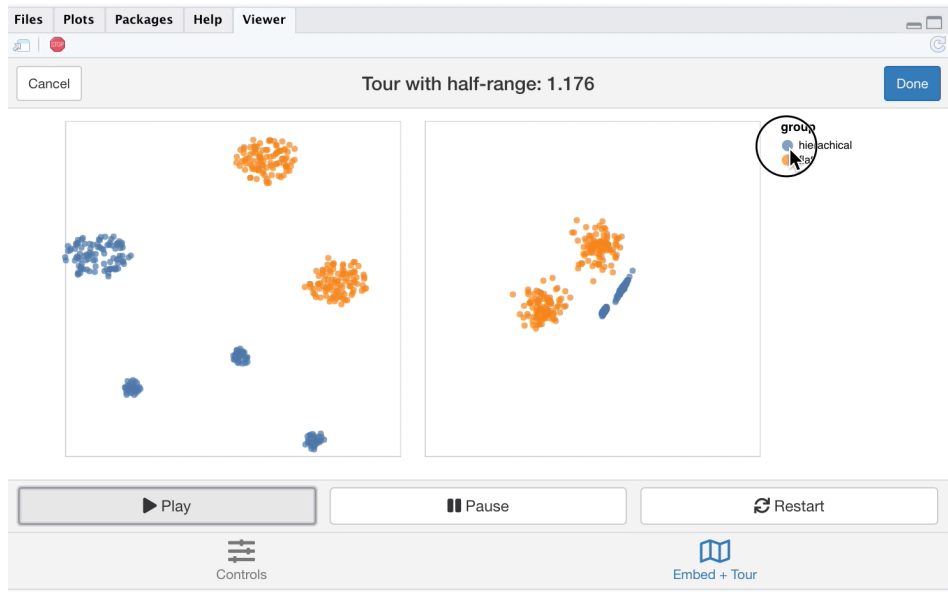 Files Plots Packages Help Viewer
STOP
Cancel Tour with half-range: 1.176 Done
group
hierachical
Play Pause Restart
Controls Embed + Tour